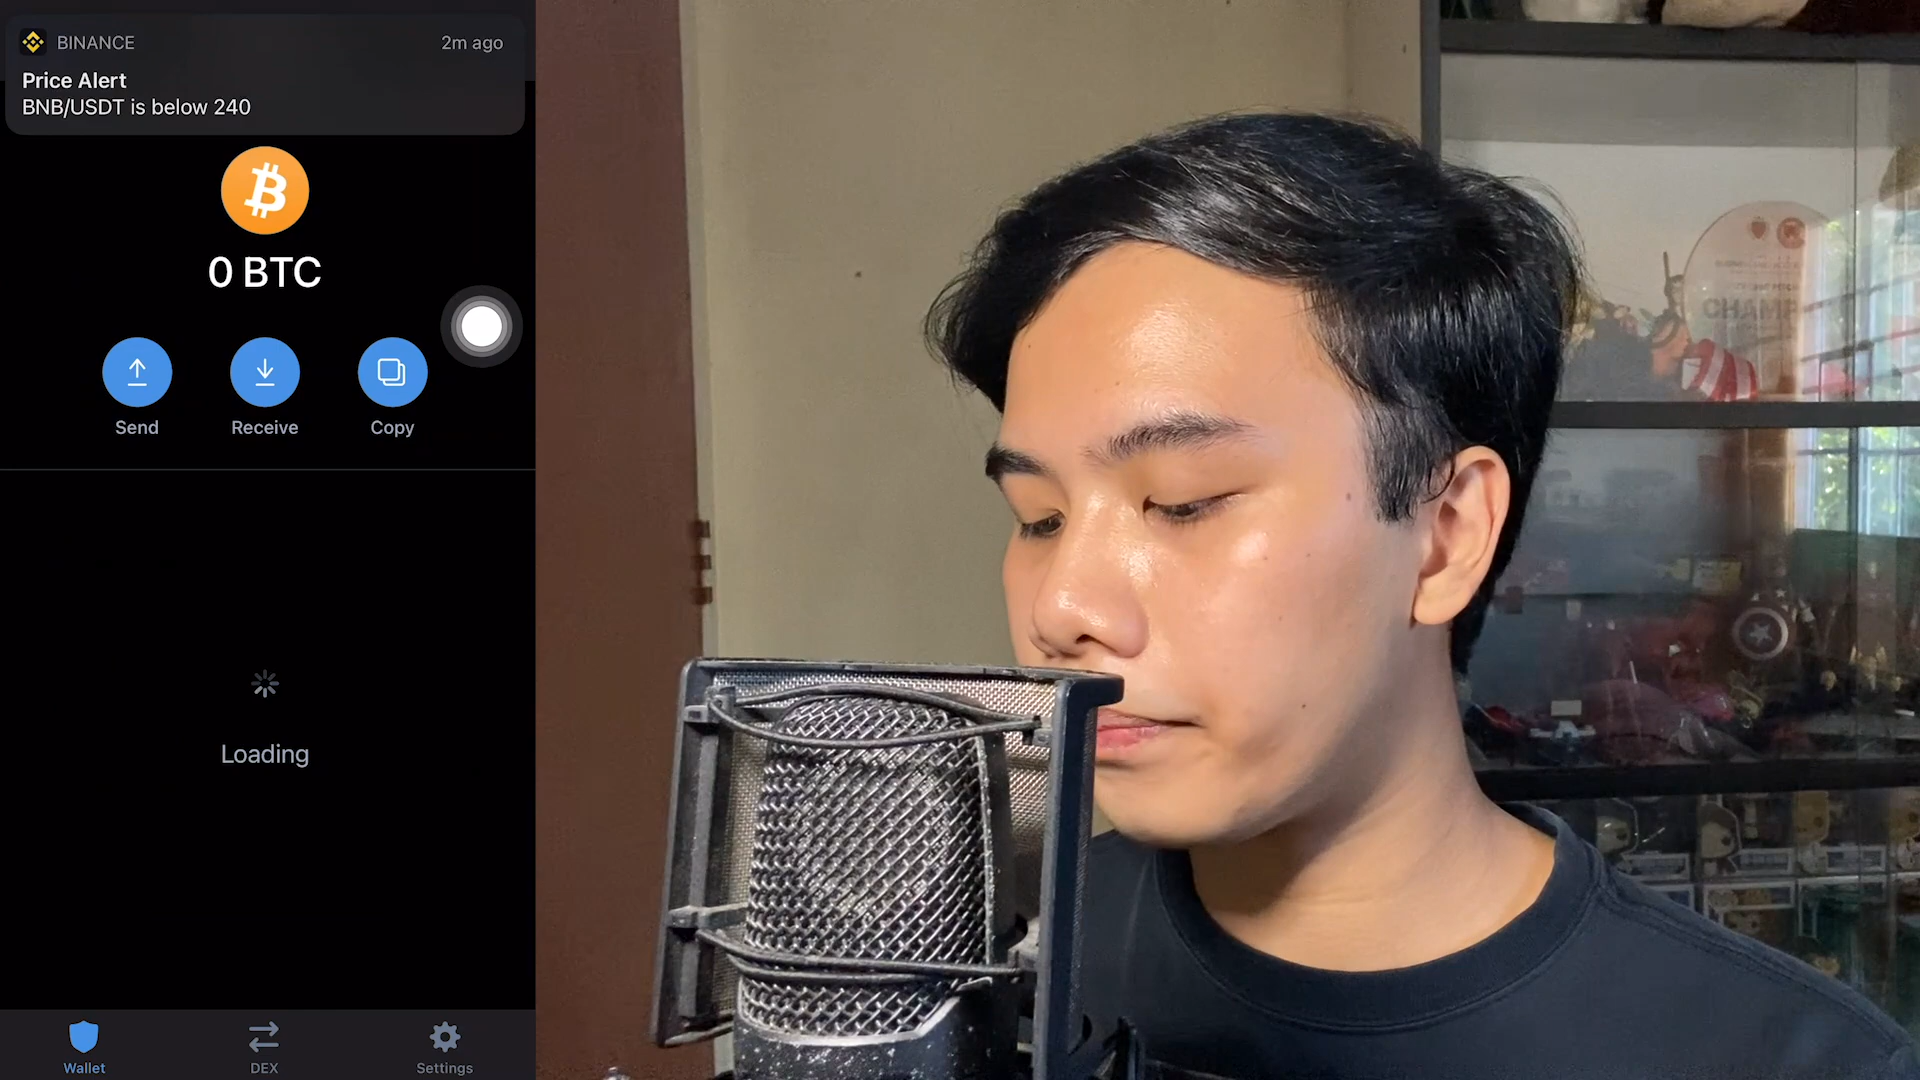 BINANCE
2m ago
Price Alert
BNB/USDT is below 240
0 BTC
Send
Receive
Copy
Loading
Wallet
DEX
Settings